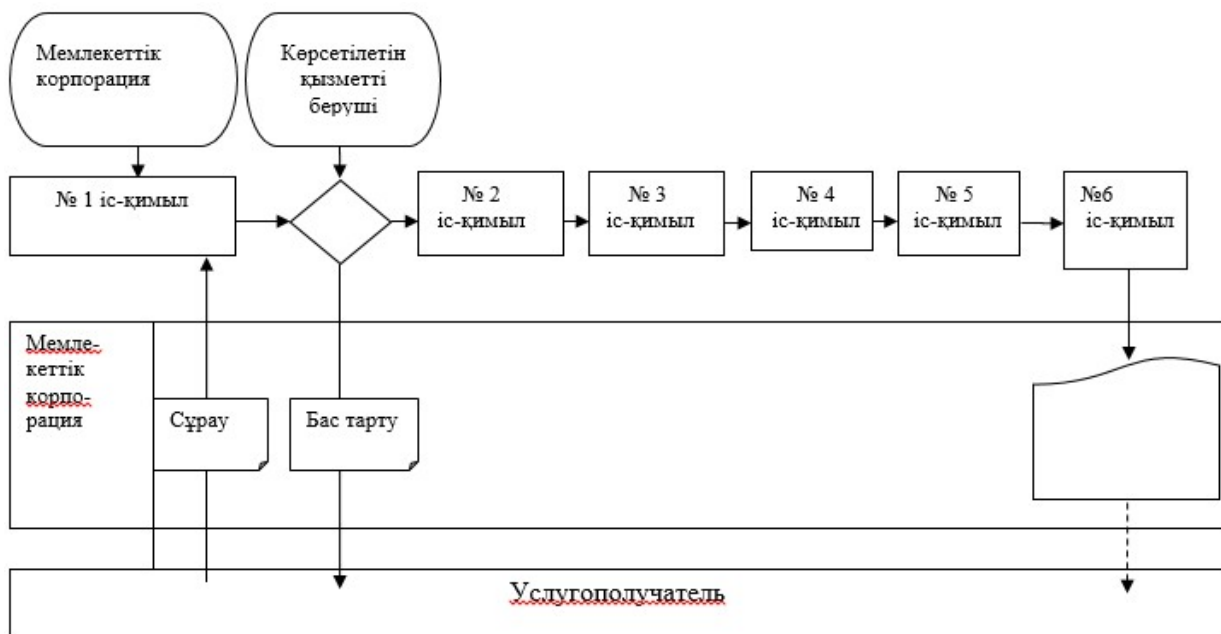 Мемлекеттік
корпорация
Көрсетілетін
қызметті
беруші
№ 1 іс-қимыл
№ 2
іс-қимыл
№ 3
іс-қимыл
№ 4
іс-қимыл
№ 5
іс-қимыл
№6
іс-қимыл
Мемле-
кеттік
корпо-
рация
Сұрау
Бас тарту
Услугополучатель